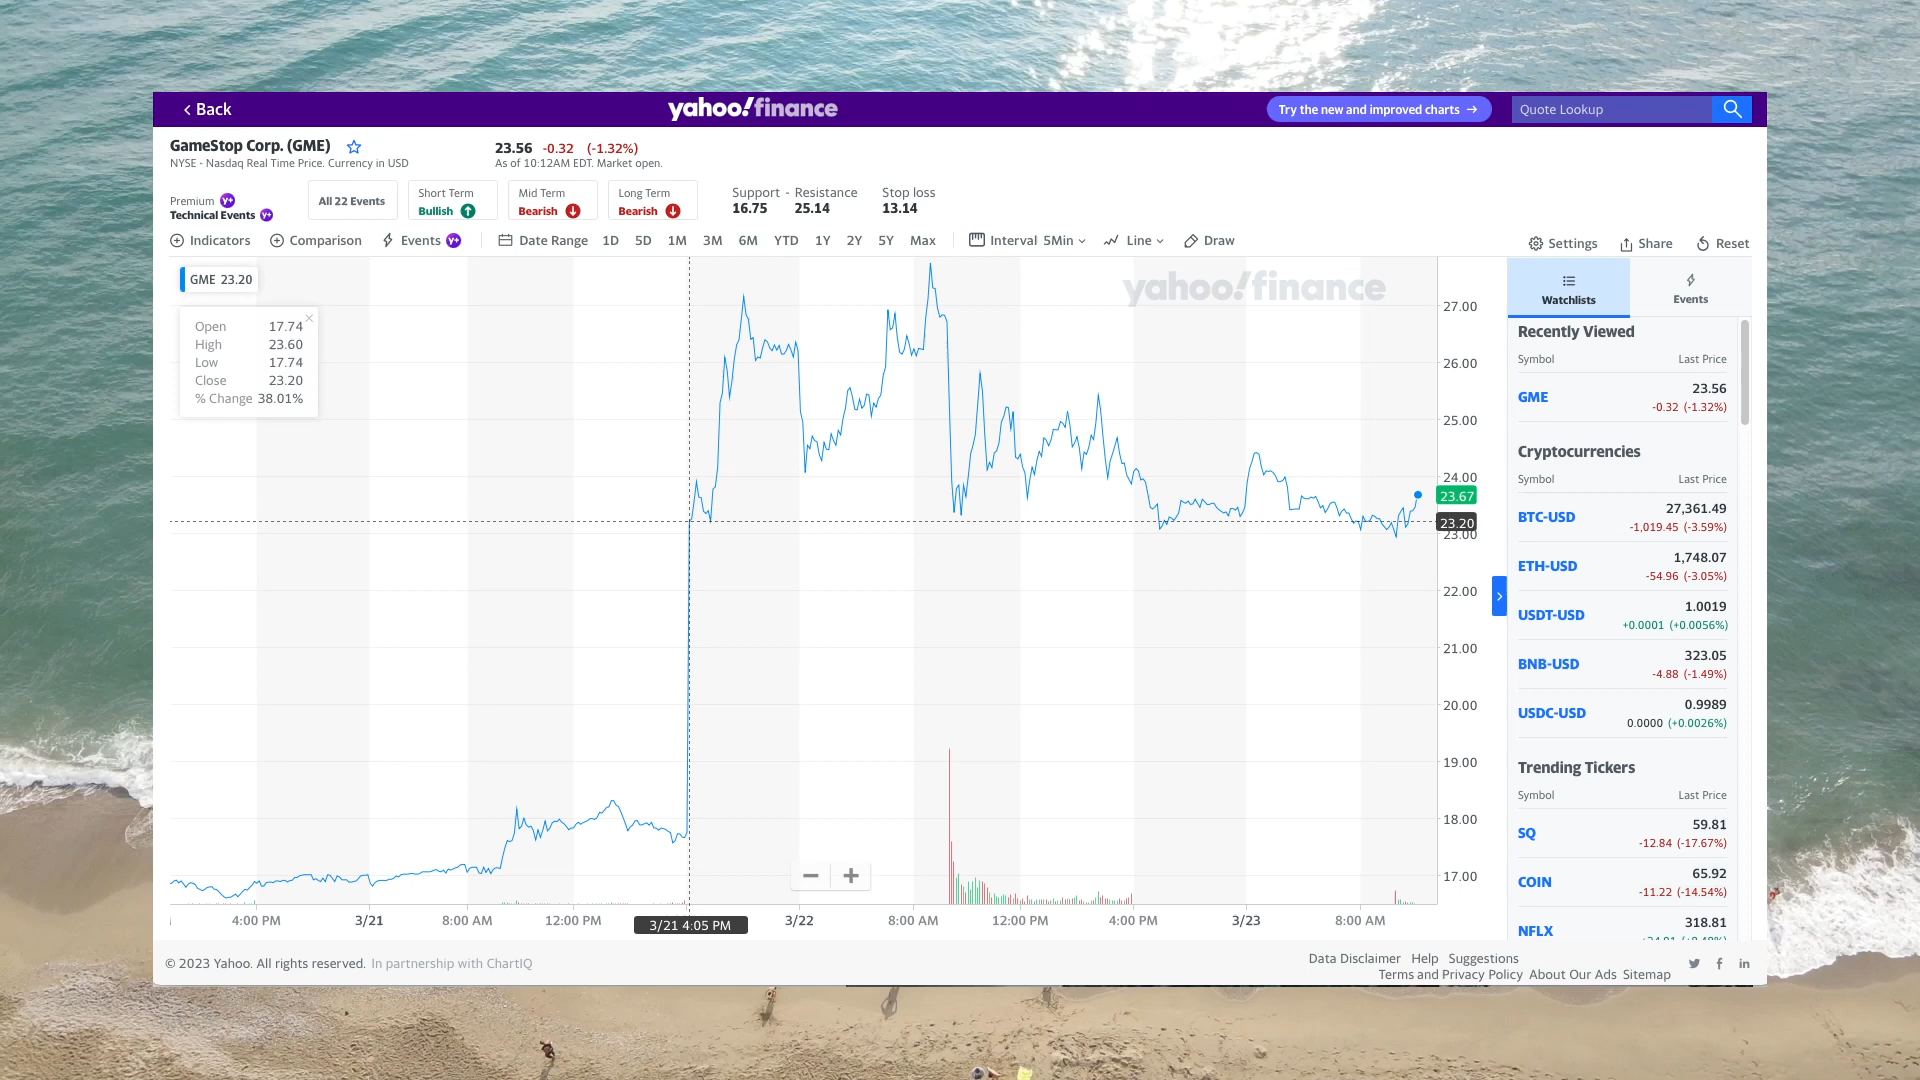 Back
yahoo!finance
Try the new and improved charts →
Quote Lookup
GameStop Corp. (GME)
NYSE - Nasdaq Real Time Price. Currency in USD
23.56 -0.32 (-1.32%)
As of 10:12AM EDT. Market open.
Premium Y+
Technical Events Y+
All 22 Events
Short Term
Bullish
Mid Term
Bearish
Long Term
Bearish
Support - Resistance
16.75 25.14
Stop loss
13.14
Indicators
Comparison
Events Y+
Date Range 1D 5D 1M 3M 6M YTD 1Y 2Y 5Y Max
Interval 5Min
Line
Draw
Settings
Share
Reset
GME 23.20
Open 17.74
High 23.60
Low 17.74
Close 23.20
% Change 38.01%
yahoo!finance
27.00
26.00
25.00
24.00
23.67
23.20
23.00
22.00
21.00
20.00
19.00
18.00
17.00
4:00 PM 3/21 8:00 AM 12:00 PM 3/21 4:05 PM 3/22 8:00 AM 12:00 PM 4:00 PM 3/23 8:00 AM
Watchlists
Events
Recently Viewed
Symbol Last Price
GME 23.56
-0.32 (-1.32%)
Cryptocurrencies
Symbol Last Price
BTC-USD 27,361.49
-1,019.45 (-3.59%)
ETH-USD 1,748.07
-54.96 (-3.05%)
USDT-USD 1.0019
+0.0001 (+0.0056%)
BNB-USD 323.05
-4.88 (-1.49%)
USDC-USD 0.9989
0.0000 (+0.0026%)
Trending Tickers
Symbol Last Price
SQ 59.81
-12.84 (-17.67%)
COIN 65.92
-11.22 (-14.54%)
NFLX 318.81
© 2023 Yahoo. All rights reserved. In partnership with ChartIQ
Data Disclaimer Help Suggestions
Terms and Privacy Policy About Our Ads Sitemap